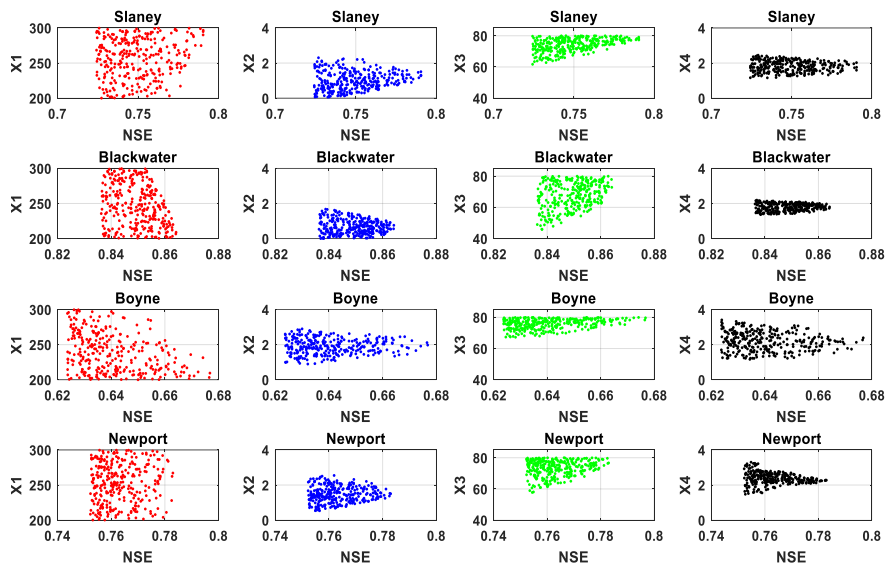 Slaney Slaney Slaney Slaney
300 4 80 4
X1 250 X2 2 X3 60 X4 2
200 0 40 0
0.7 0.75 0.8 0.7 0.75 0.8 0.7 0.75 0.8 0.7 0.75 0.8
NSE NSE NSE NSE
Blackwater Blackwater Blackwater Blackwater
300 4 80 4
X1 250 X2 2 X3 60 X4 2
200 0 40 0
0.82 0.84 0.86 0.88 0.82 0.84 0.86 0.88 0.82 0.84 0.86 0.88 0.82 0.84 0.86 0.88
NSE NSE NSE NSE
Boyne Boyne Boyne Boyne
300 4 80 4
X1 250 X2 2 X3 60 X4 2
200 0 40 0
0.62 0.64 0.66 0.68 0.62 0.64 0.66 0.68 0.62 0.64 0.66 0.68 0.62 0.64 0.66 0.68
NSE NSE NSE NSE
Newport Newport Newport Newport
300 4 80 4
X1 250 X2 2 X3 60 X4 2
200 0 40 0
0.74 0.76 0.78 0.8 0.74 0.76 0.78 0.8 0.74 0.76 0.78 0.8 0.74 0.76 0.78 0.8
NSE NSE NSE NSE